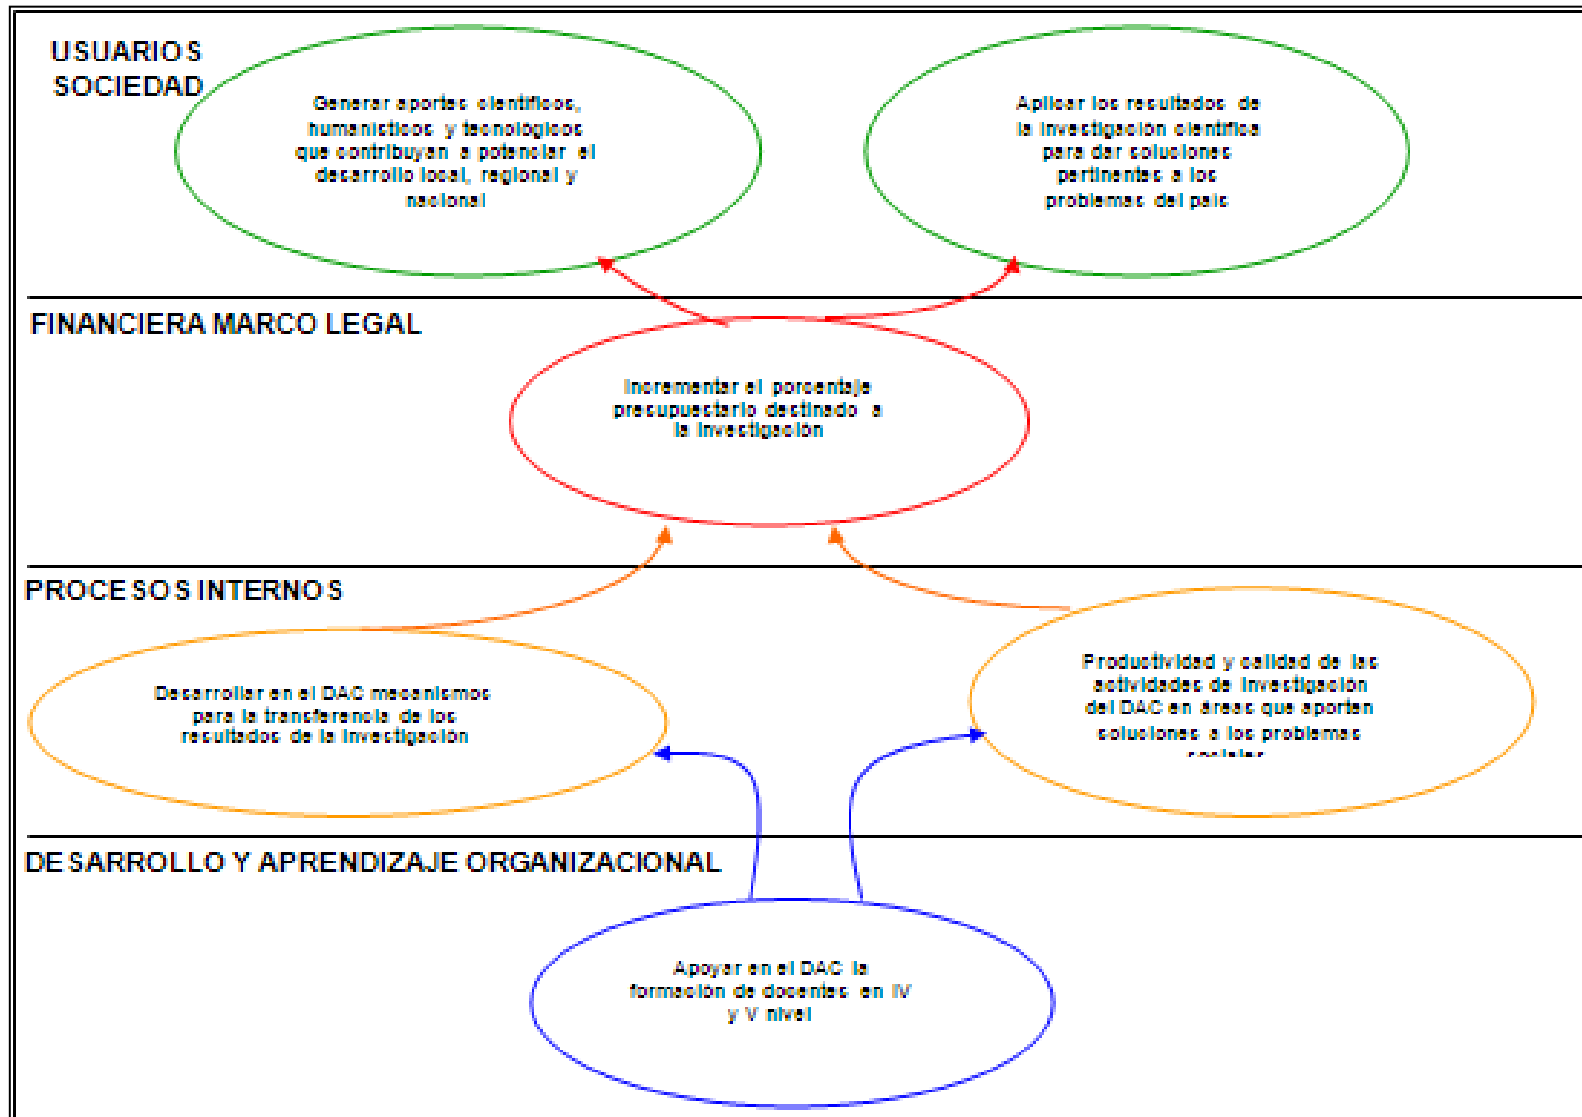 USUARIOS
SOCIEDAD
Generar aportes científicos,
humanísticos y tecnológicos
que contribuyan a potenciar el
desarrollo local, regional y
nacional
Aplicar los resultados de
la investigación científica
para dar soluciones
pertinentes a los
problemas del país
FINANCIERA MARCO LEGAL
Incrementar el porcentaje
presupuestario destinado a
la investigación
PROCESOS INTERNOS
Desarrollar en el DAC mecanismos
para la transferencia de los
resultados de la investigación
Productividad y calidad de las
actividades de investigación
del DAC en áreas que aporten
soluciones a los problemas
sociales
DESARROLLO Y APRENDIZAJE ORGANIZACIONAL
Apoyar en el DAC la
formación de docentes en IV
y V nivel